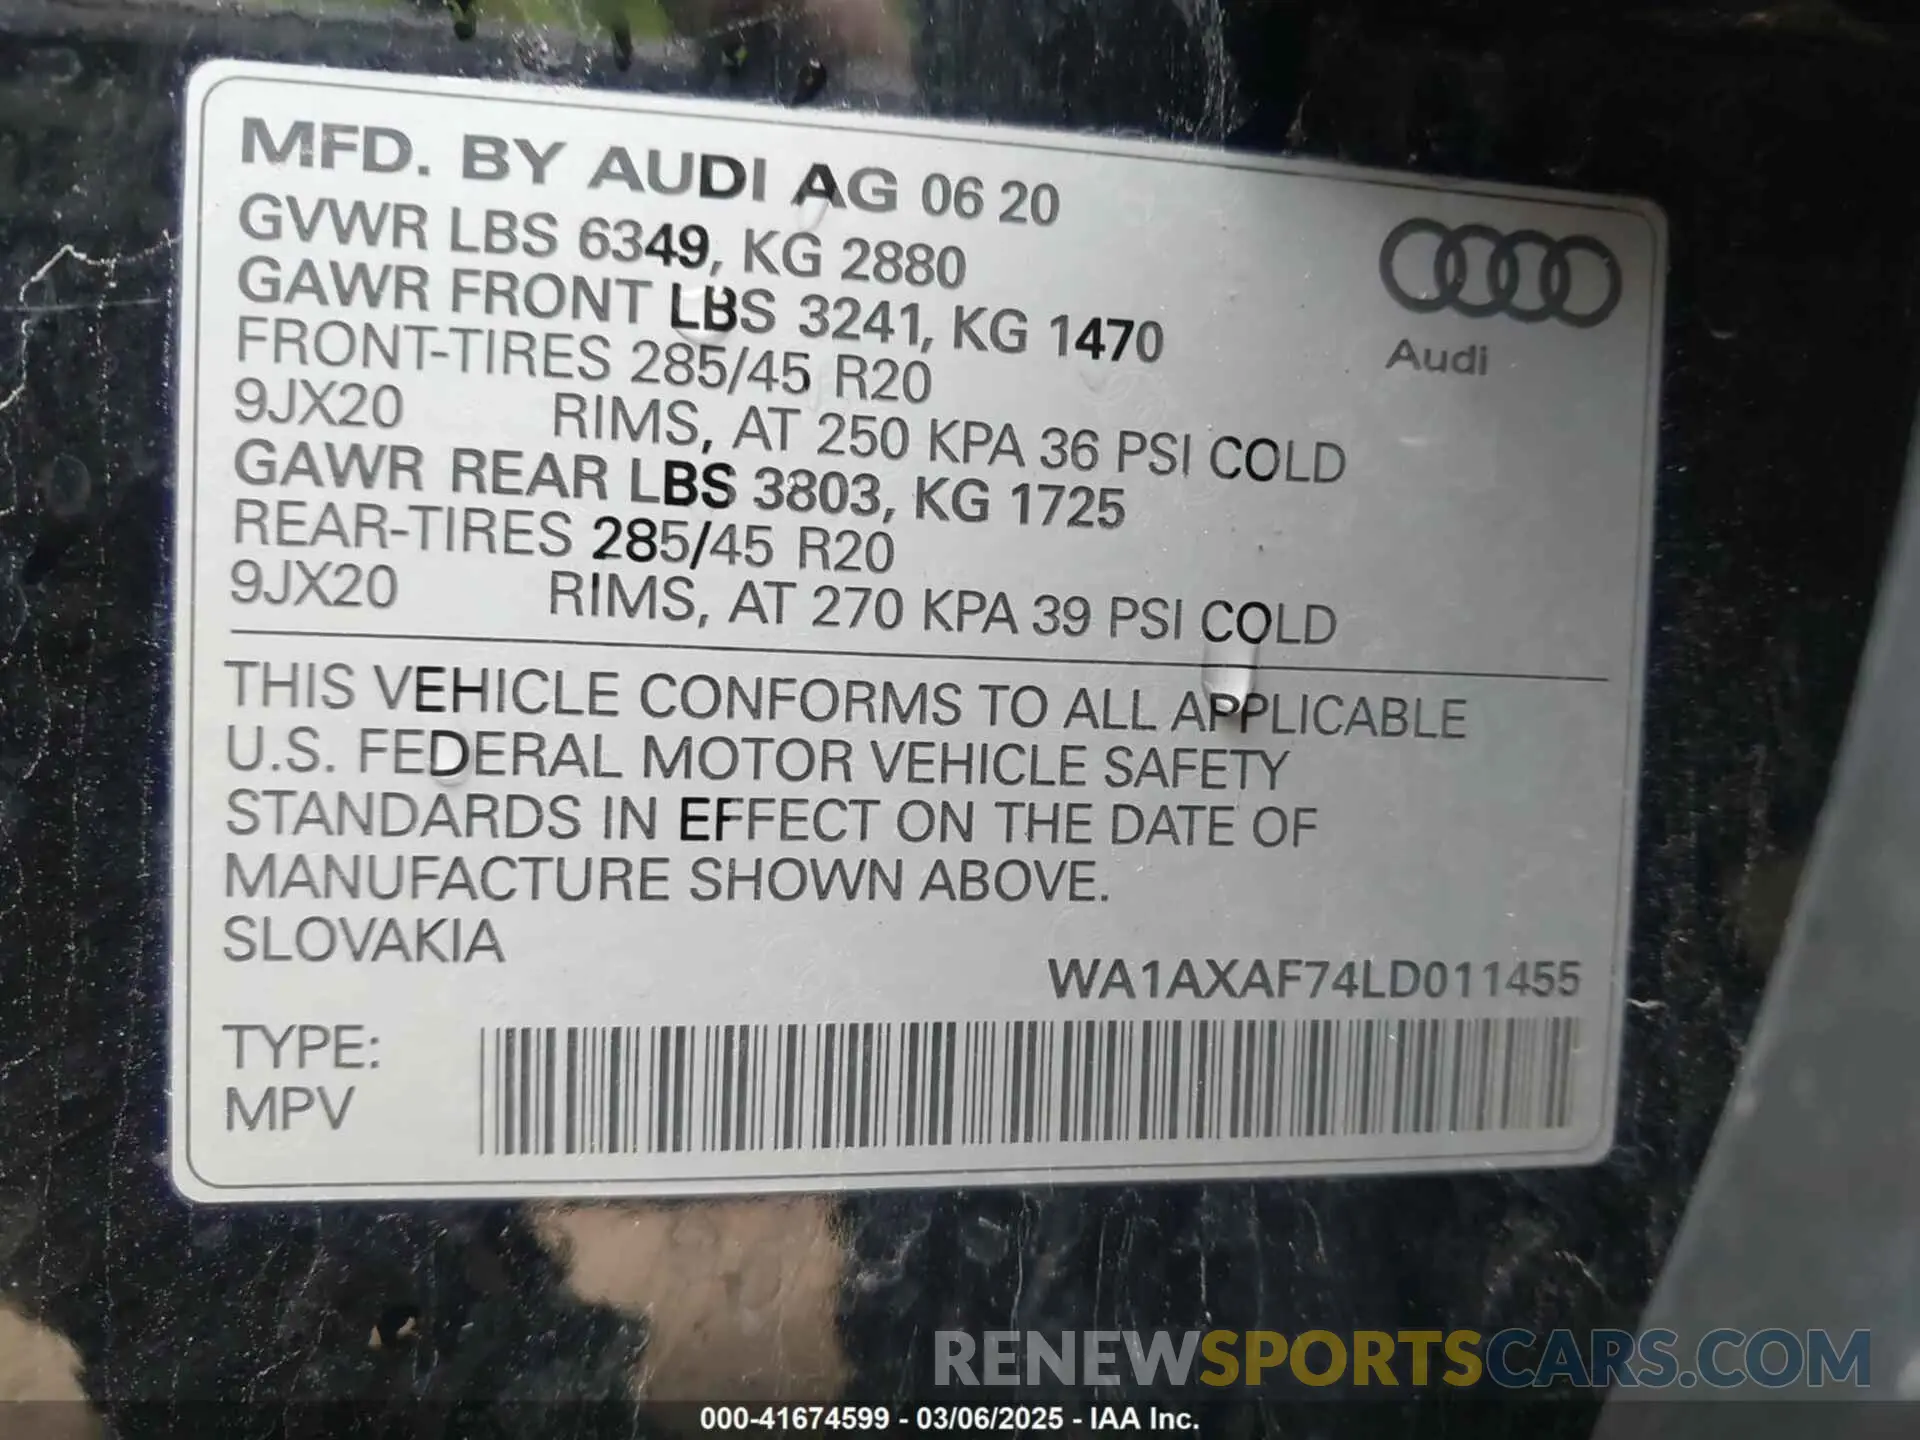 MFD. BY AUDI AG 06 20
GVWR LBS 6349, KG 2880
GAWR FRONT LBS 3241, KG 1470
FRONT-TIRES 285/45 R20
9JX20 RIMS, AT 250 KPA 36 PSI COLD
GAWR REAR LBS 3803, KG 1725
REAR-TIRES 285/45 R20
9JX20 RIMS, AT 270 KPA 39 PSI COLD
Audi
THIS VEHICLE CONFORMS TO ALL APPLICABLE
U.S. FEDERAL MOTOR VEHICLE SAFETY
STANDARDS IN EFFECT ON THE DATE OF
MANUFACTURE SHOWN ABOVE.
SLOVAKIA
WA1AXAF74LD011455
TYPE:
MPV
RENEWSPORTSCARS.COM
000-41674599 - 03/06/2025 - IAA Inc.